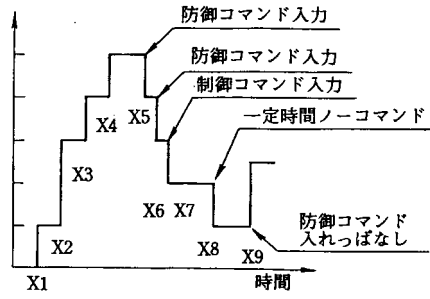 防御コマンド入力
防御コマンド入力
制御コマンド入力
一定時間ノーコマンド
防御コマンド
入れっぱなし
X1
X2
X3
X4
X5
X6
X7
X8
X9
時間